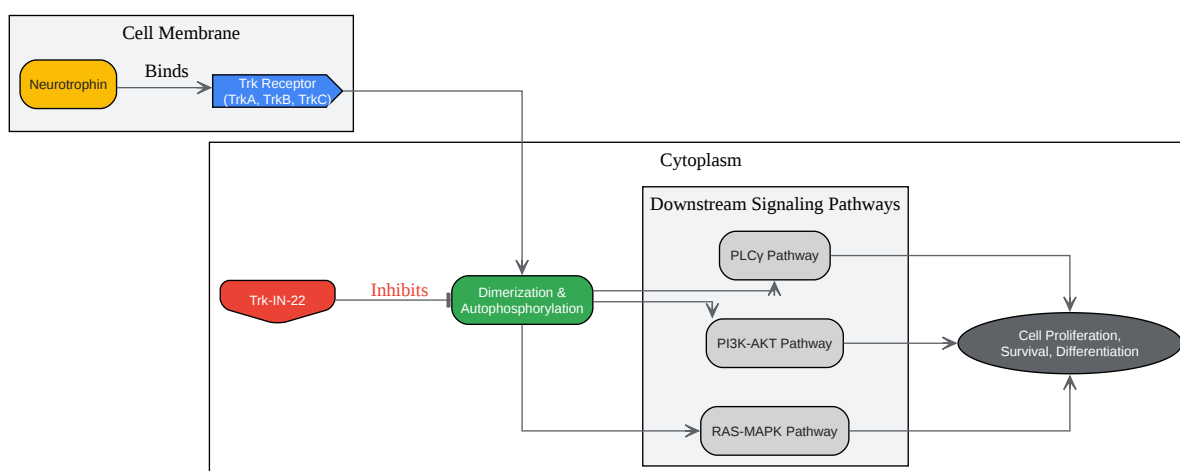 Cell Membrane
Neurotrophin
Binds
Trk Receptor
(TrkA, TrkB, TrkC)
Cytoplasm
Downstream Signaling Pathways
PLCγ Pathway
Trk-IN-22
Inhibits
Dimerization &
Autophosphorylation
PI3K-AKT Pathway
Cell Proliferation,
Survival, Differentiation
RAS-MAPK Pathway